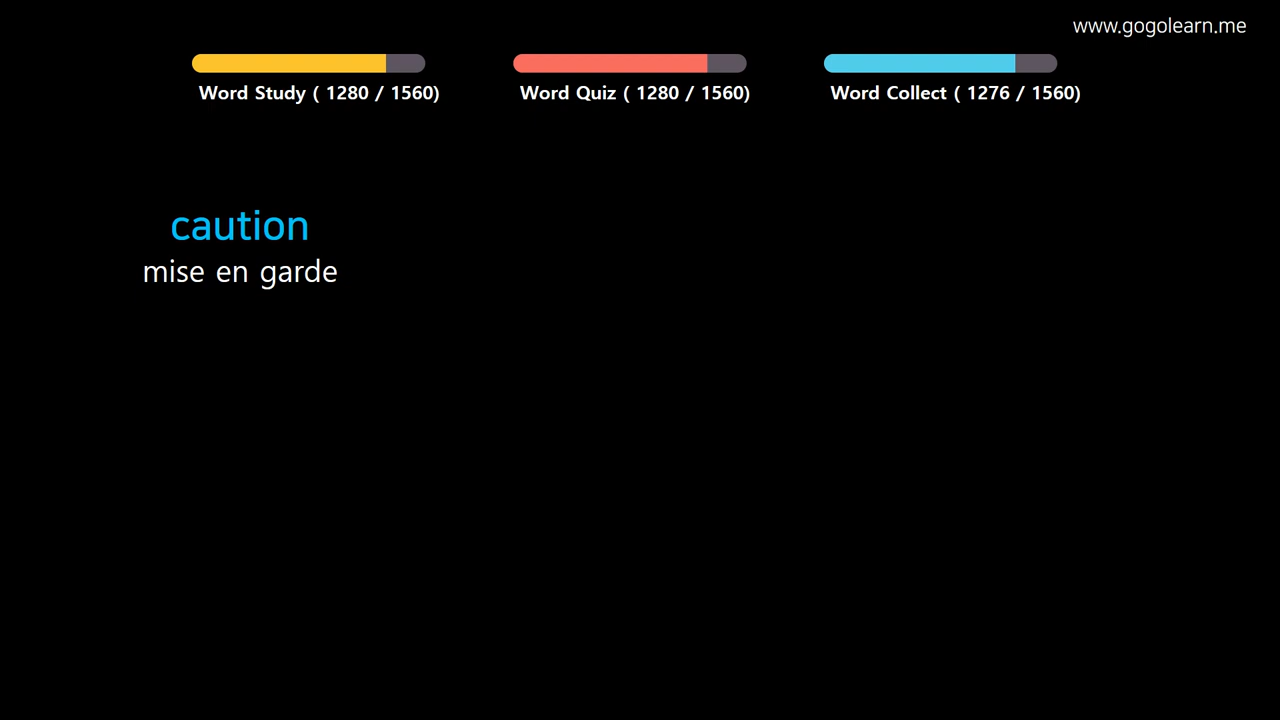 www.gogolearn.me
Word Study ( 1280 / 1560)
Word Quiz ( 1280 / 1560)
Word Collect ( 1276 / 1560)
caution
mise en garde